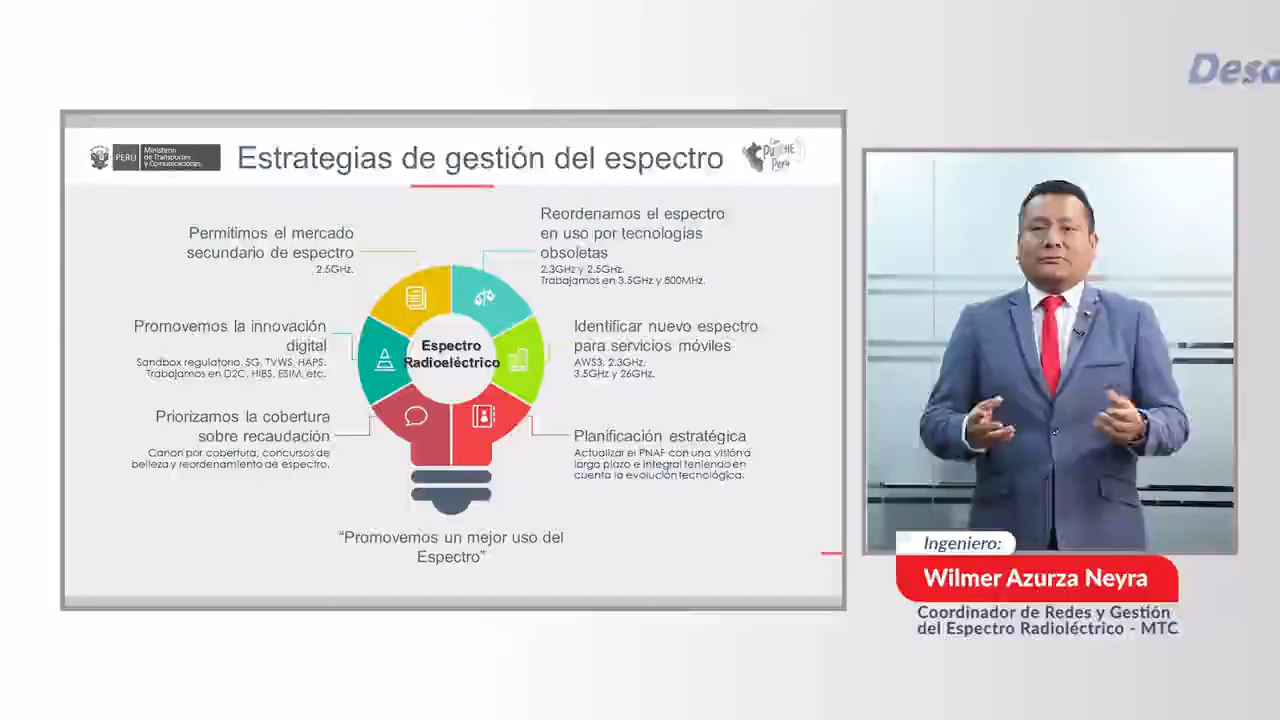 Desa
PERÚ
Ministerio
de Transportes
y Comunicaciones
Estrategias de gestión del espectro
Con
PUNCHE
Perú
Permitimos el mercado
secundario de espectro
2.5GHz.
Reordenamos el espectro
en uso por tecnologías
obsoletas
2.3GHz y 2.5GHz.
Trabajamos en 3.5GHz y 800MHz.
Promovemos la innovación
digital
Sandbox regulatorio, 5G, TVWS, HAPS.
Trabajamos en D2C, HIBS, ESIM, etc.
Espectro
Radioeléctrico
Identificar nuevo espectro
para servicios móviles
AWS3, 2.3GHz,
3.5GHz y 26GHz.
Priorizamos la cobertura
sobre recaudación
Canon por cobertura, concursos de
belleza y reordenamiento de espectro.
Planificación estratégica
Actualizar el PNAF con una visión a
largo plazo e integral teniendo en
cuenta la evolución tecnológica.
“Promovemos un mejor uso del
Espectro”
Ingeniero:
Wilmer Azurza Neyra
Coordinador de Redes y Gestión
del Espectro Radioléctrico - MTC